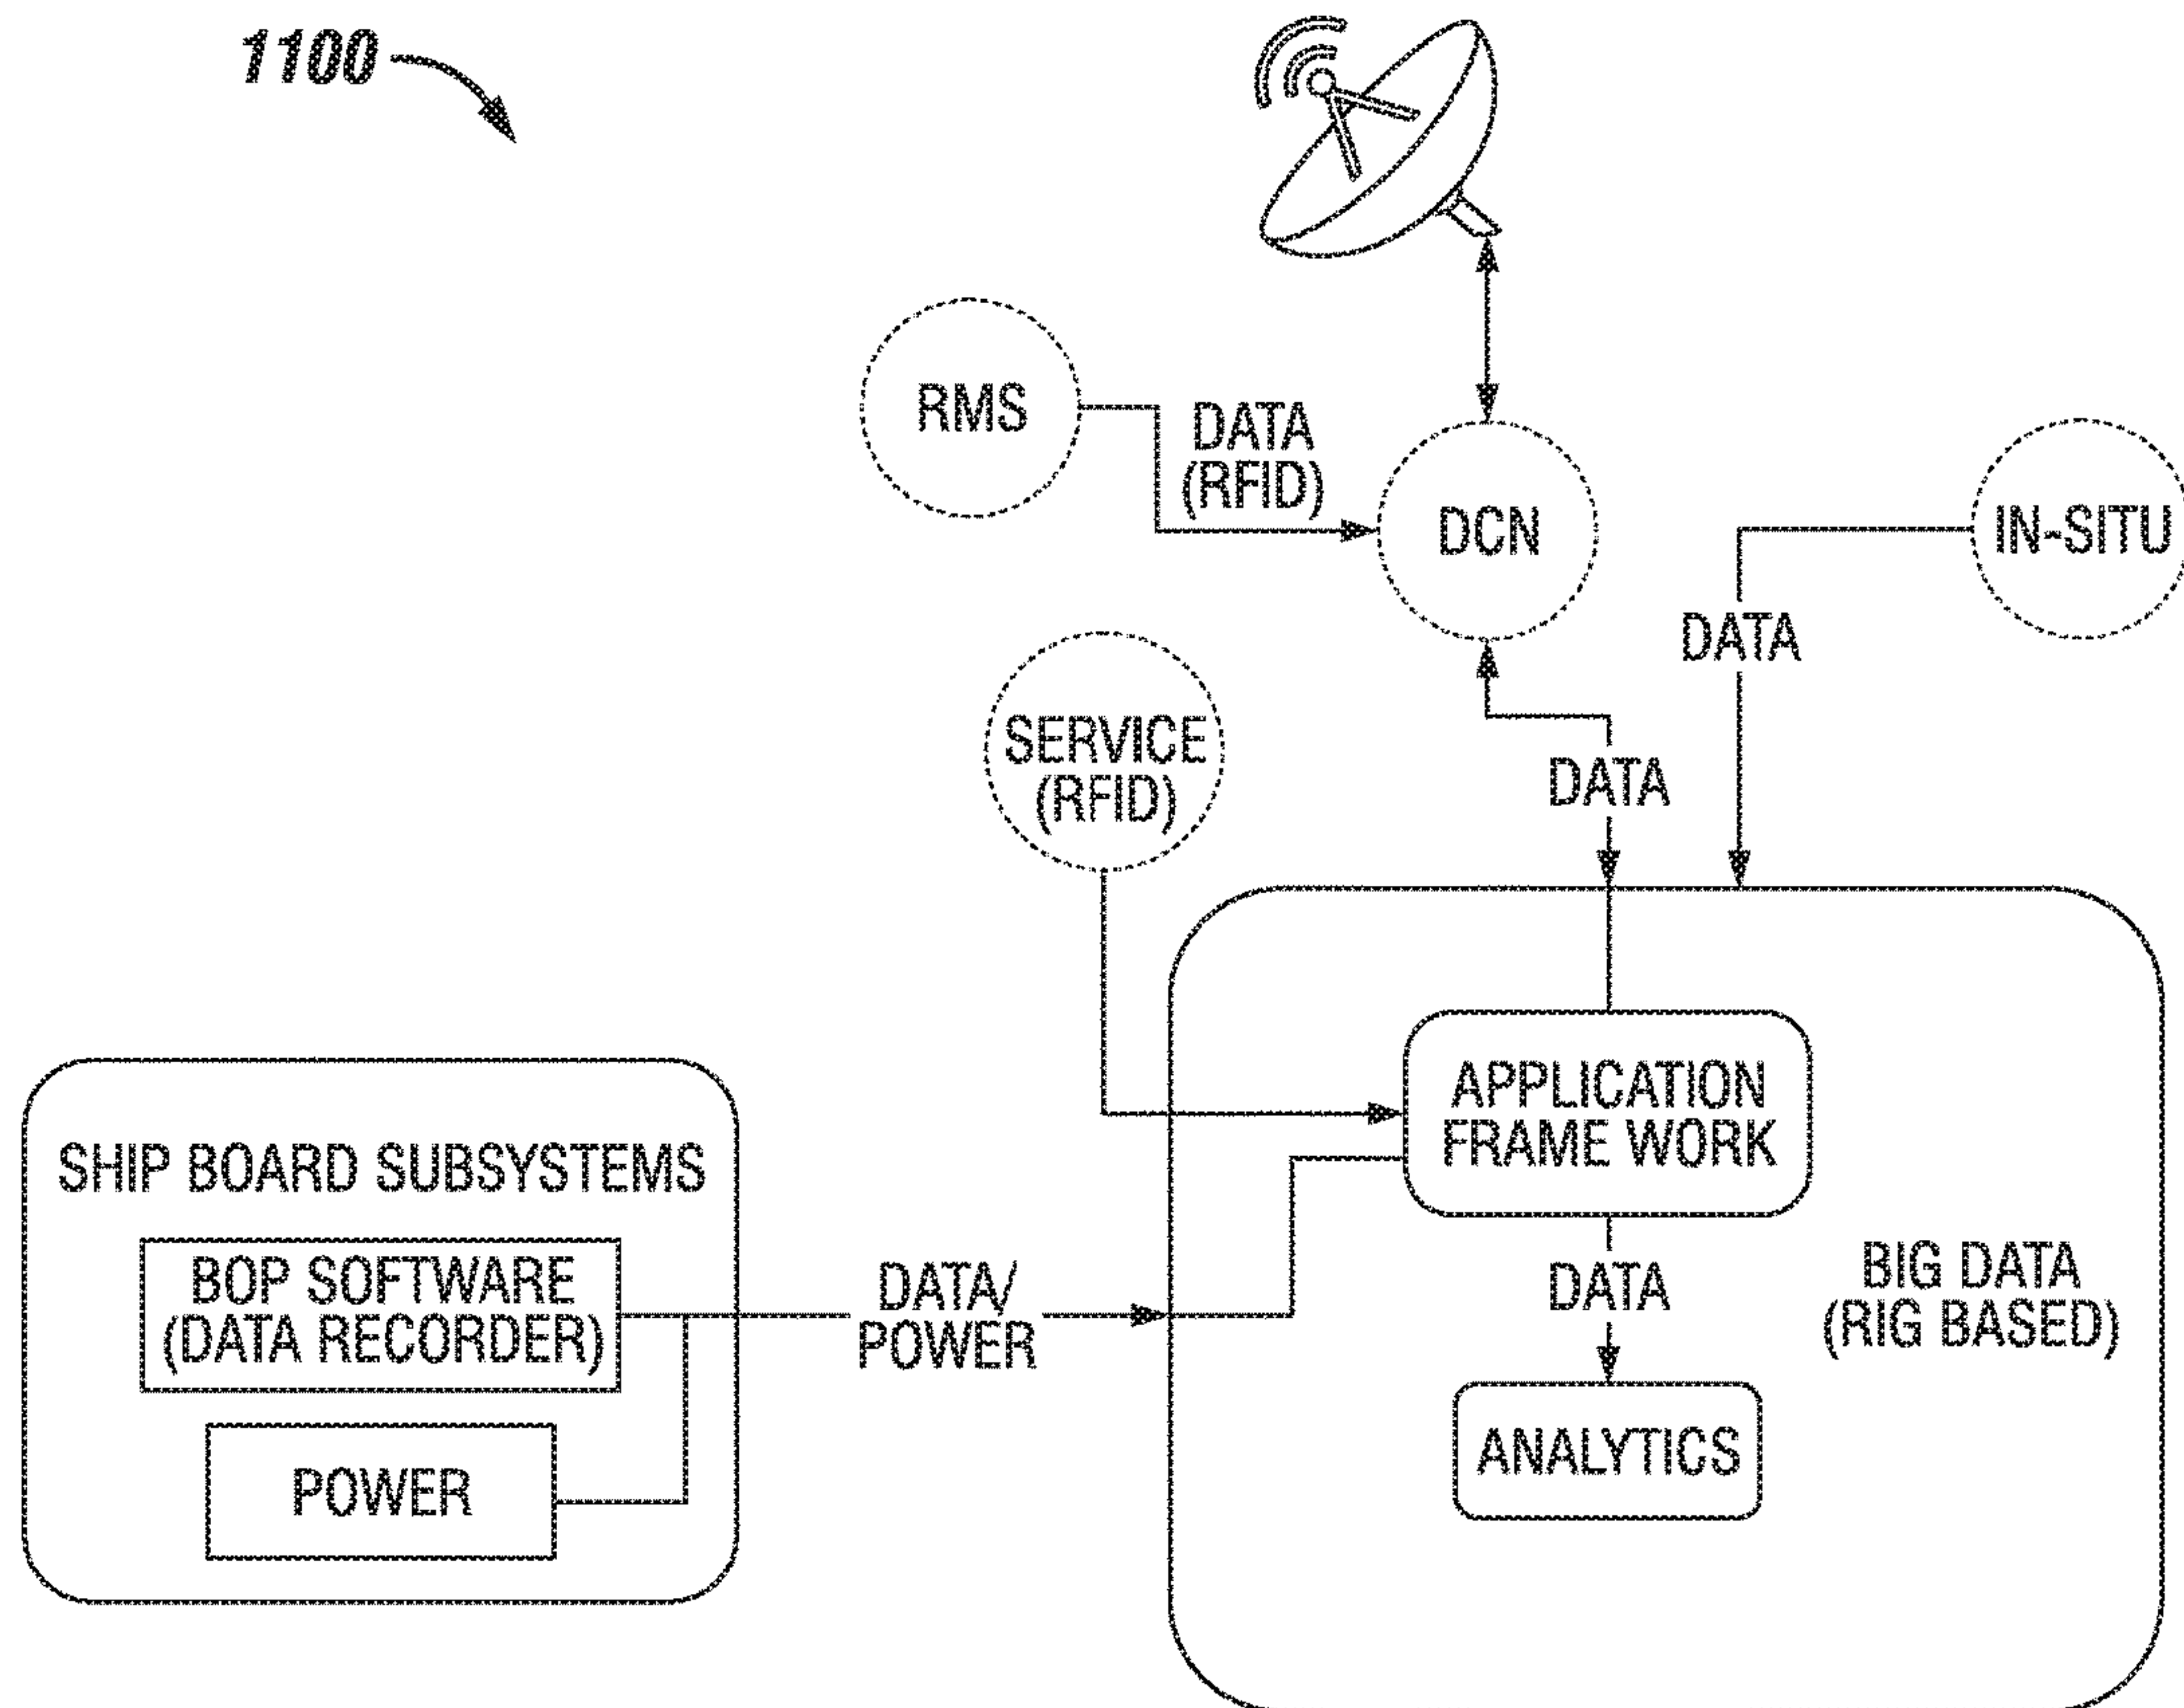 1100
RMS
DATA
(RFID)
DCN
IN-SITU
DATA
SERVICE
(RFID)
DATA
APPLICATION
FRAME WORK
SHIP BOARD SUBSYSTEMS
BOP SOFTWARE
(DATA RECORDER)
DATA/
POWER
DATA
BIG DATA
(RIG BASED)
POWER
ANALYTICS